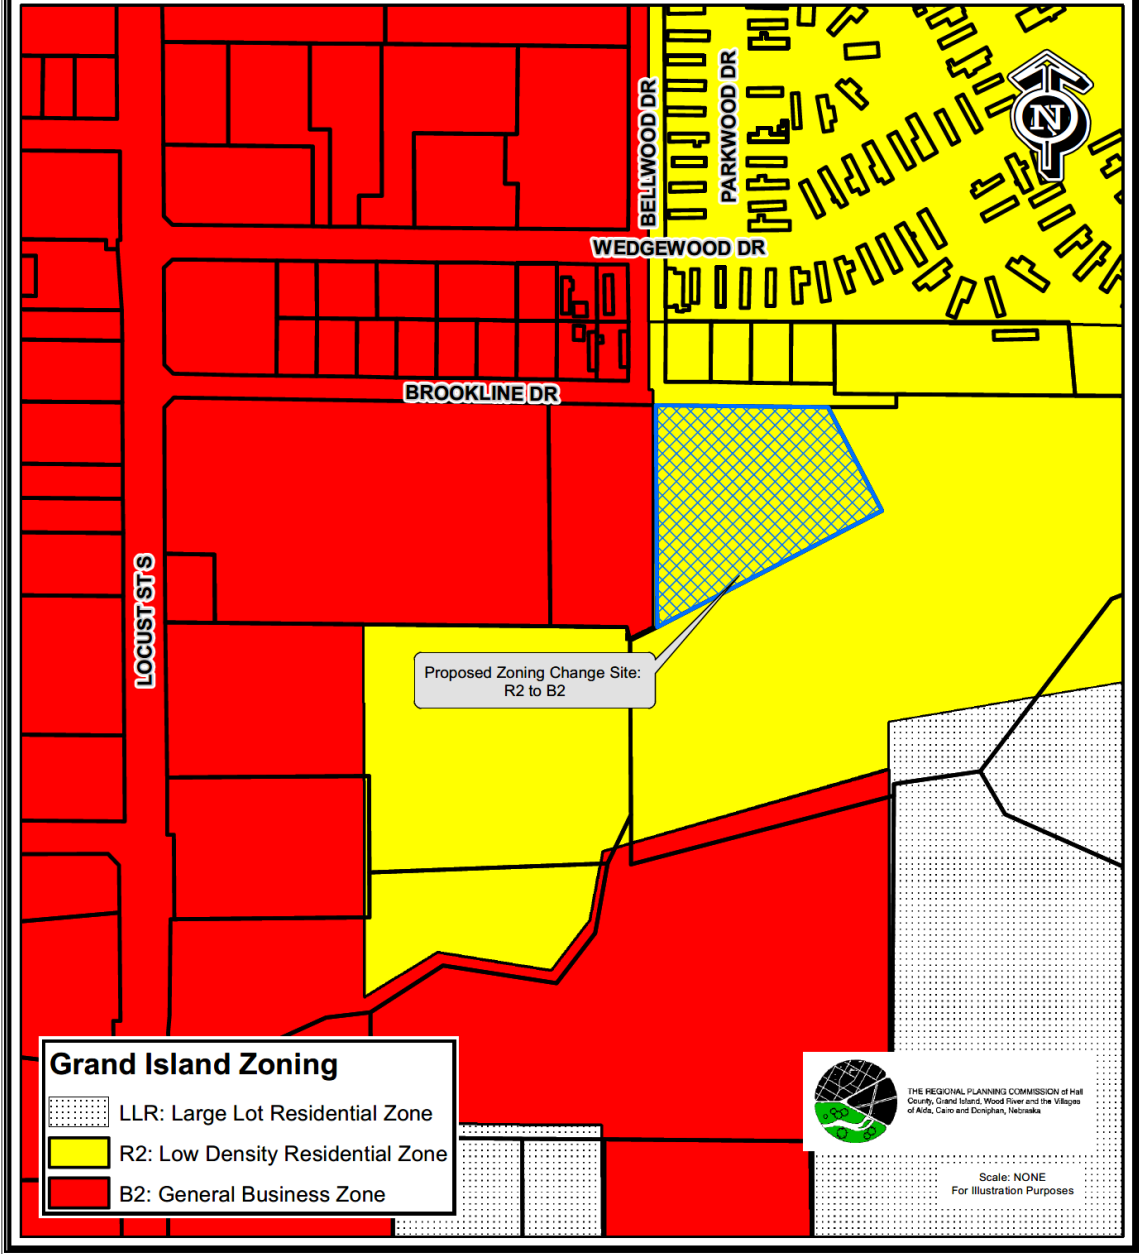 BELLWOOD DR
PARKWOOD DR
N
WEDGEWOOD DR
BROOKLINE DR
LOCUST ST S
Proposed Zoning Change Site:
R2 to B2
Grand Island Zoning
LLR: Large Lot Residential Zone
R2: Low Density Residential Zone
B2: General Business Zone
THE REGIONAL PLANNING COMMISSION of Hall
County, Grand Island, Wood River and the Villages
of Alda, Cairo and Doniphan, Nebraska
Scale: NONE
For Illustration Purposes